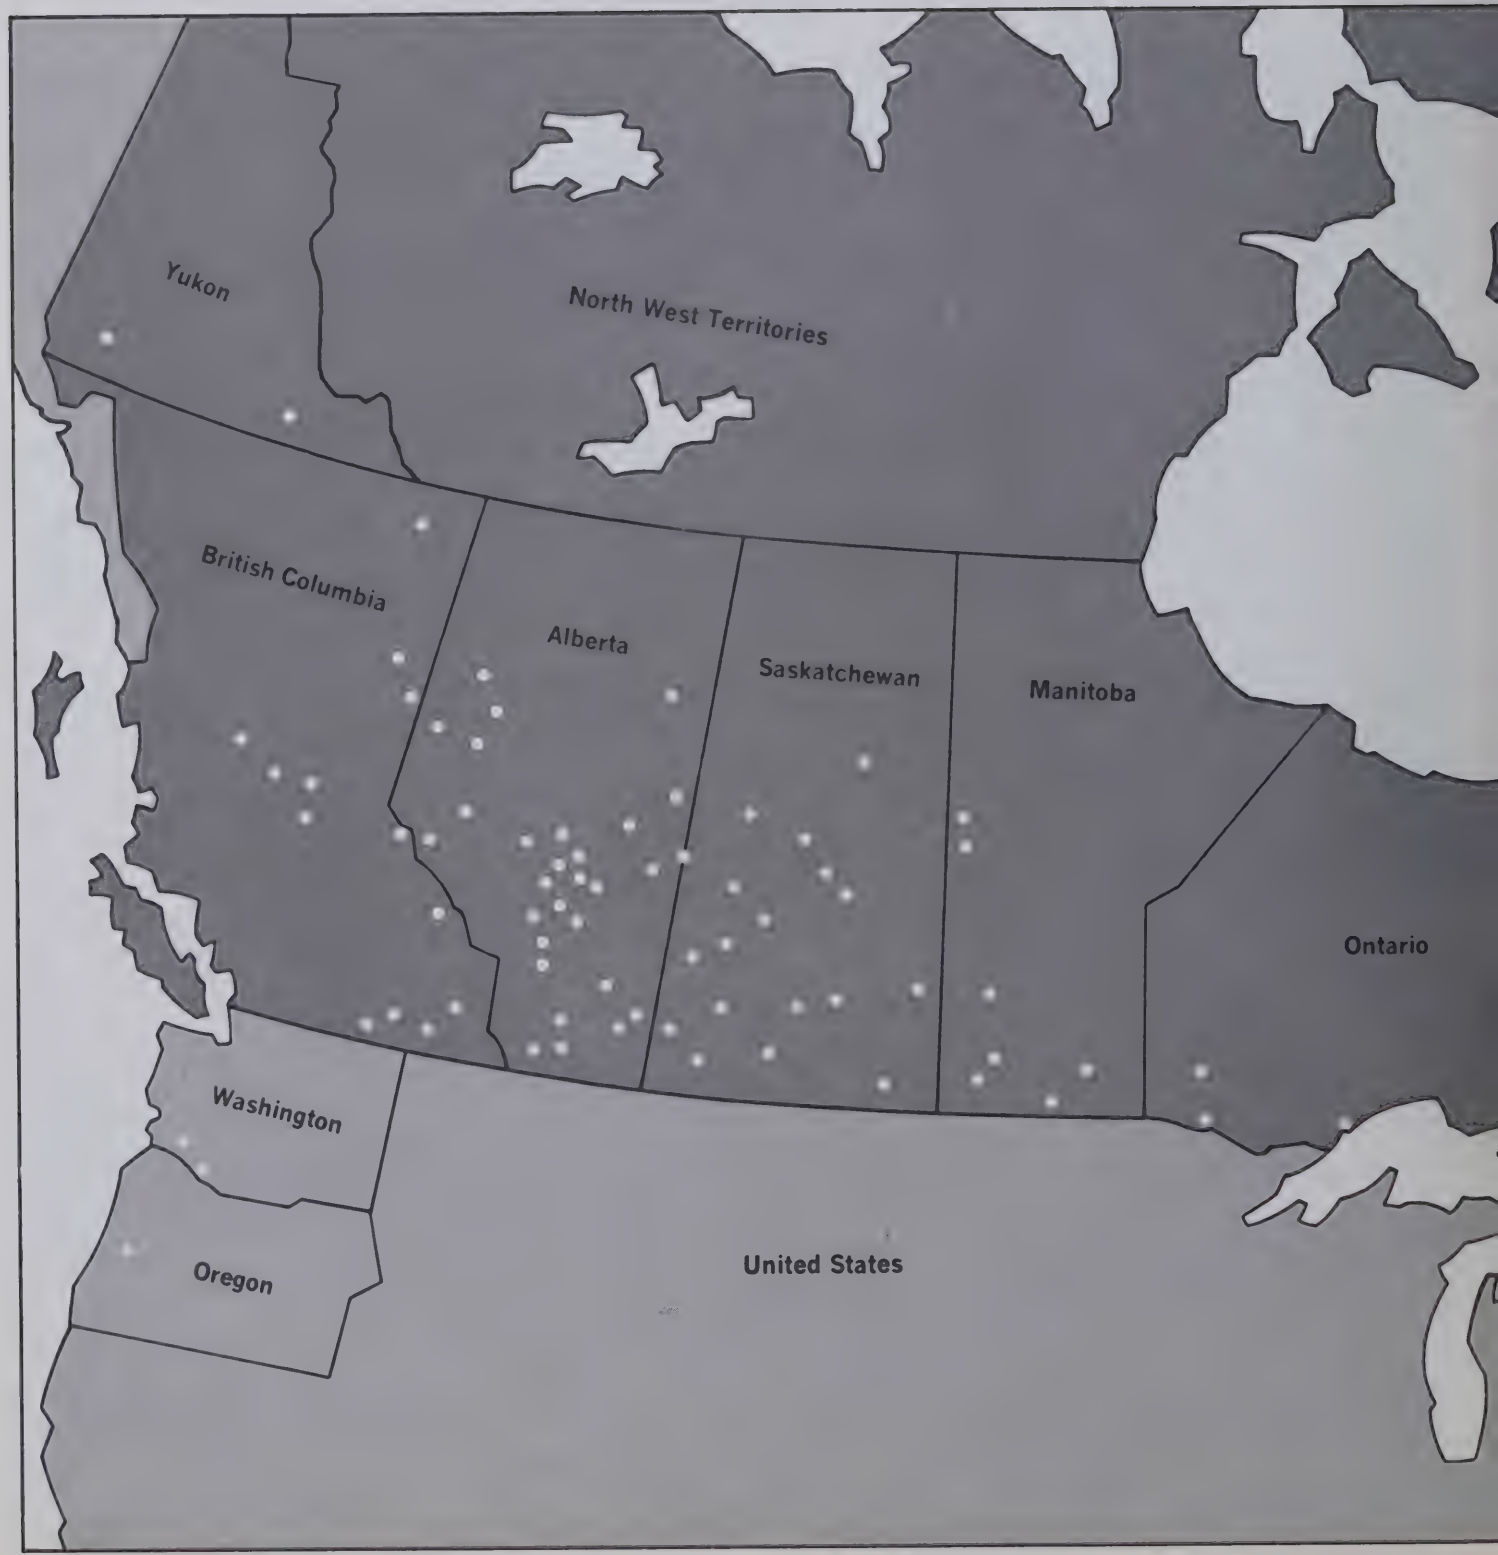 Yukon
North West Territories
British Columbia
Alberta
Saskatchewan
Manitoba
Ontario
Washington
Oregon
United States